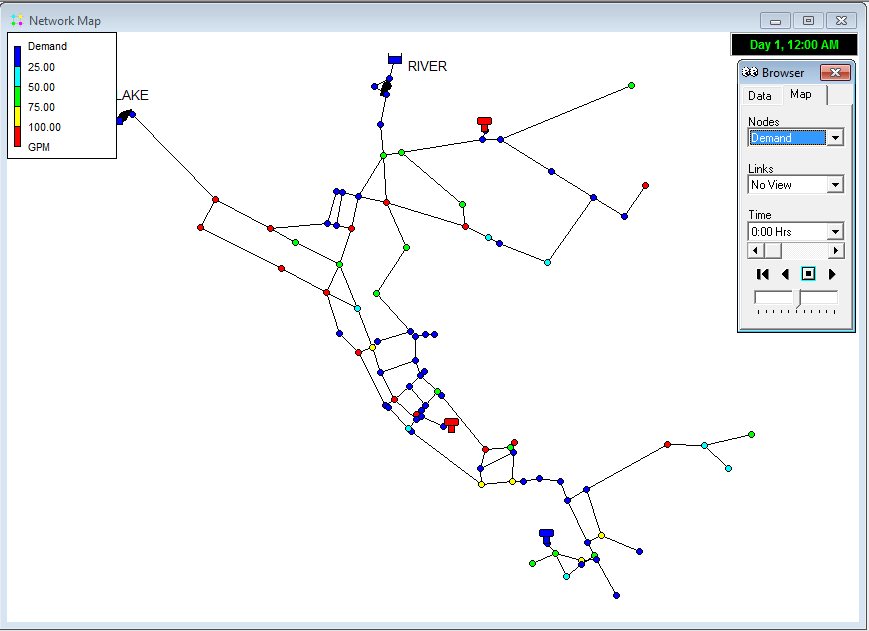 Network Map
Demand
25.00
50.00
75.00
100.00
GPM
LAKE
RIVER
Day 1, 12:00 AM
Browser
Data Map
Nodes
Demand
Links
No View
Time
0:00 Hrs